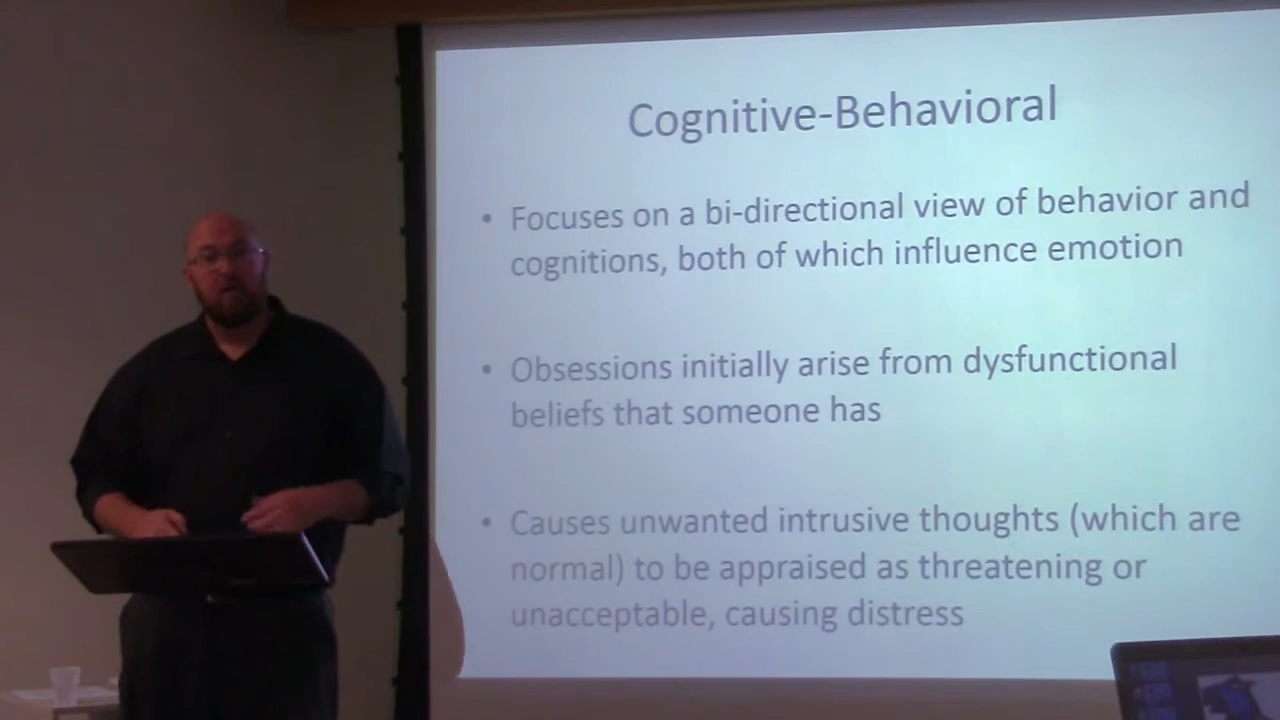 Cognitive-Behavioral
• Focuses on a bi-directional view of behavior and
cognitions, both of which influence emotion
• Obsessions initially arise from dysfunctional
beliefs that someone has
• Causes unwanted intrusive thoughts (which are
normal) to be appraised as threatening or
unacceptable, causing distress